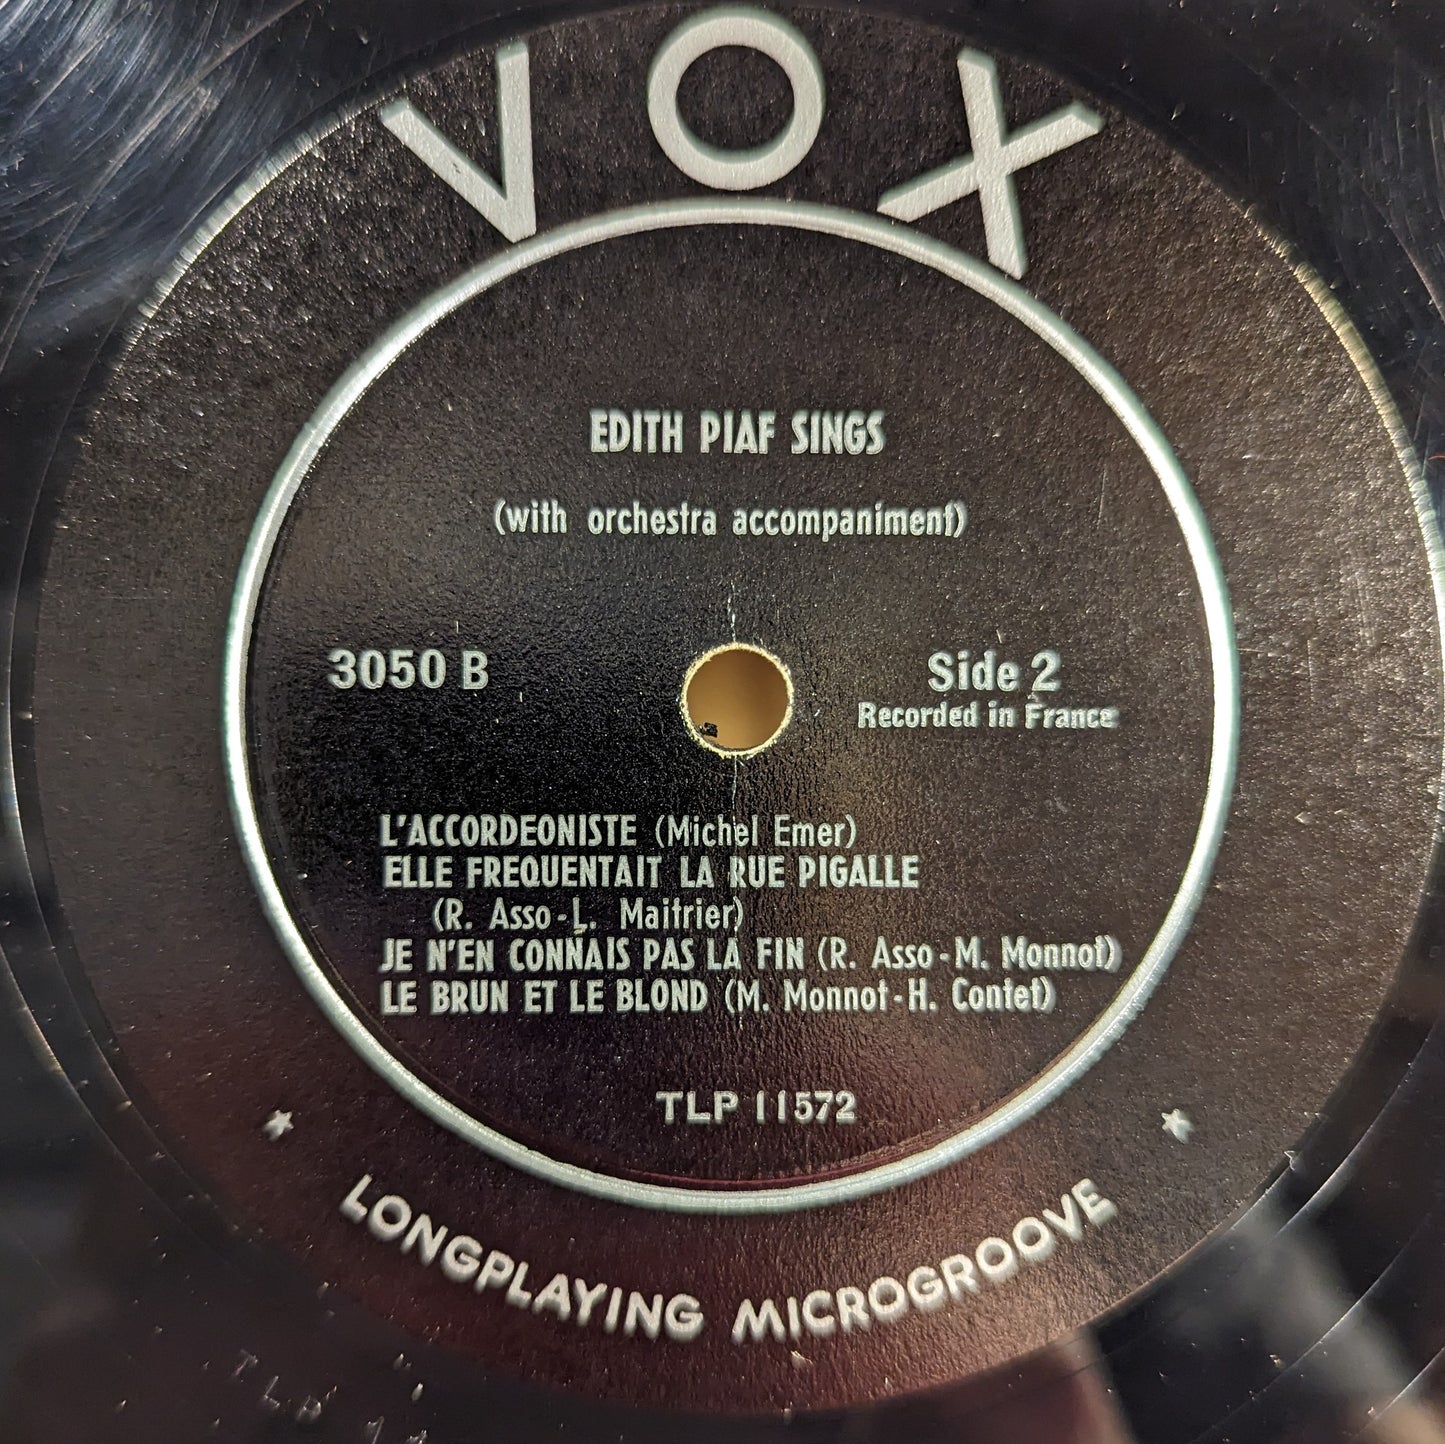 VOX
EDITH PIAF SINGS
(with orchestra accompaniment)
3050 B
Side 2
Recorded in France
L'ACCORDEONISTE (Michel Emer)
ELLE FREQUENTAIT LA RUE PIGALLE
(R. Asso-L. Maitrier)
JE N'EN CONNAIS PAS LA FIN (R. Asso-M. Monnot)
LE BRUN ET LE BLOND (M. Monnot-H. Contet)
TLP 11572
LONGPLAYING MICROGROOVE
TLP